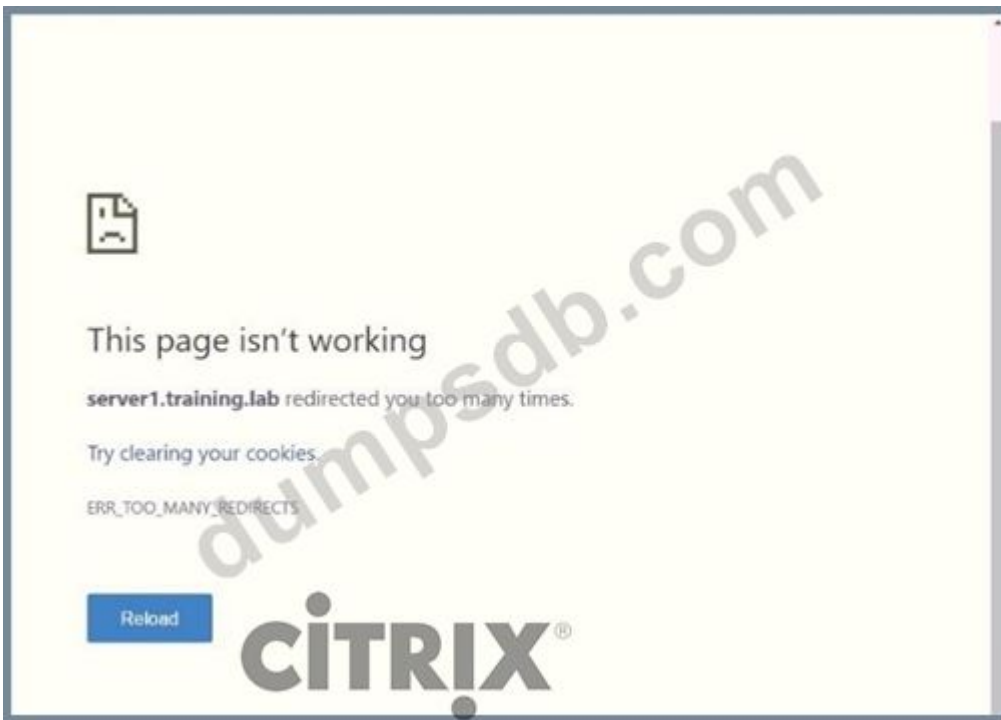 This page isn't working
server1.training.lab redirected you too many times.
Try clearing your cookies.
ERR_TOO_MANY_REDIRECTS
Reload
CiTRIX®
dumpsdb.com